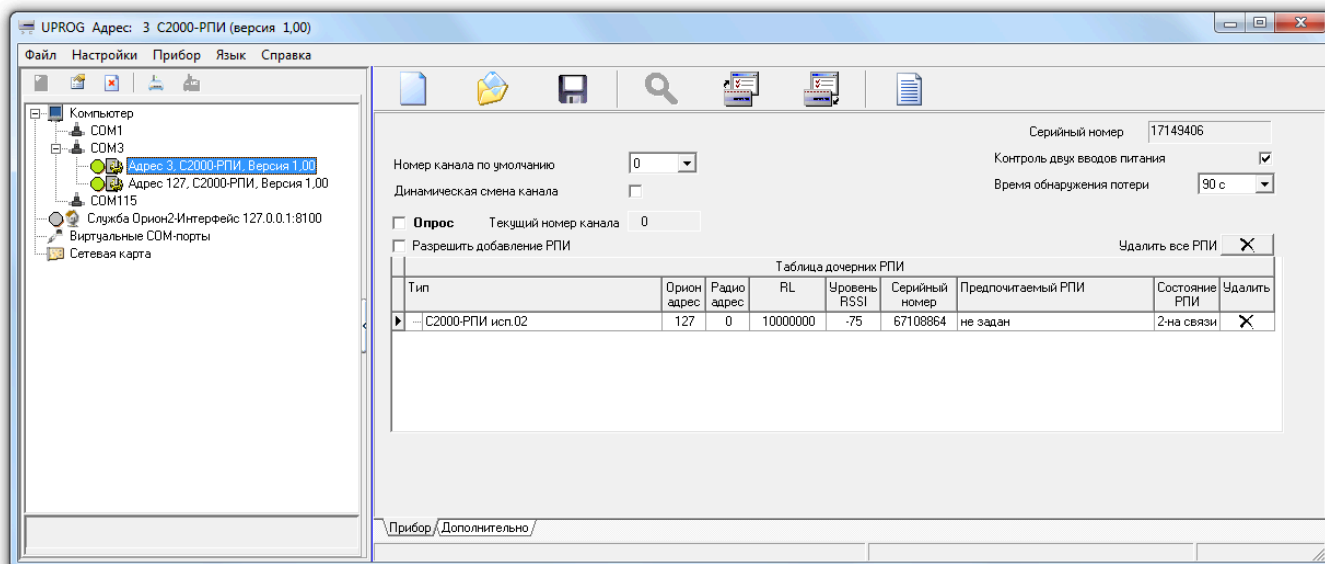 UPROG Адрес: 3 С2000-РПИ (версия 1,00)
Файл Настройки Прибор Язык Справка
Компьютер
COM1
COM3
Адрес 3, С2000-РПИ, Версия 1,00
Адрес 127, С2000-РПИ, Версия 1,00
COM115
Служба Орион2-Интерфейс 127.0.0.1:8100
Виртуальные COM-порты
Сетевая карта
Серийный номер 17149406
Номер канала по умолчанию 0
Контроль двух вводов питания
Динамическая смена канала
Время обнаружения потери 90 с
Опрос Текущий номер канала 0
Разрешить добавление РПИ
Удалить все РПИ
Таблица дочерних РПИ
Тип Орион адрес Радио адрес RL Уровень RSSI Серийный номер Предпочитаемый РПИ Состояние РПИ Удалить
С2000-РПИ исп.02 127 0 10000000 -75 67108864 не задан 2-на связи
Прибор Дополнительно